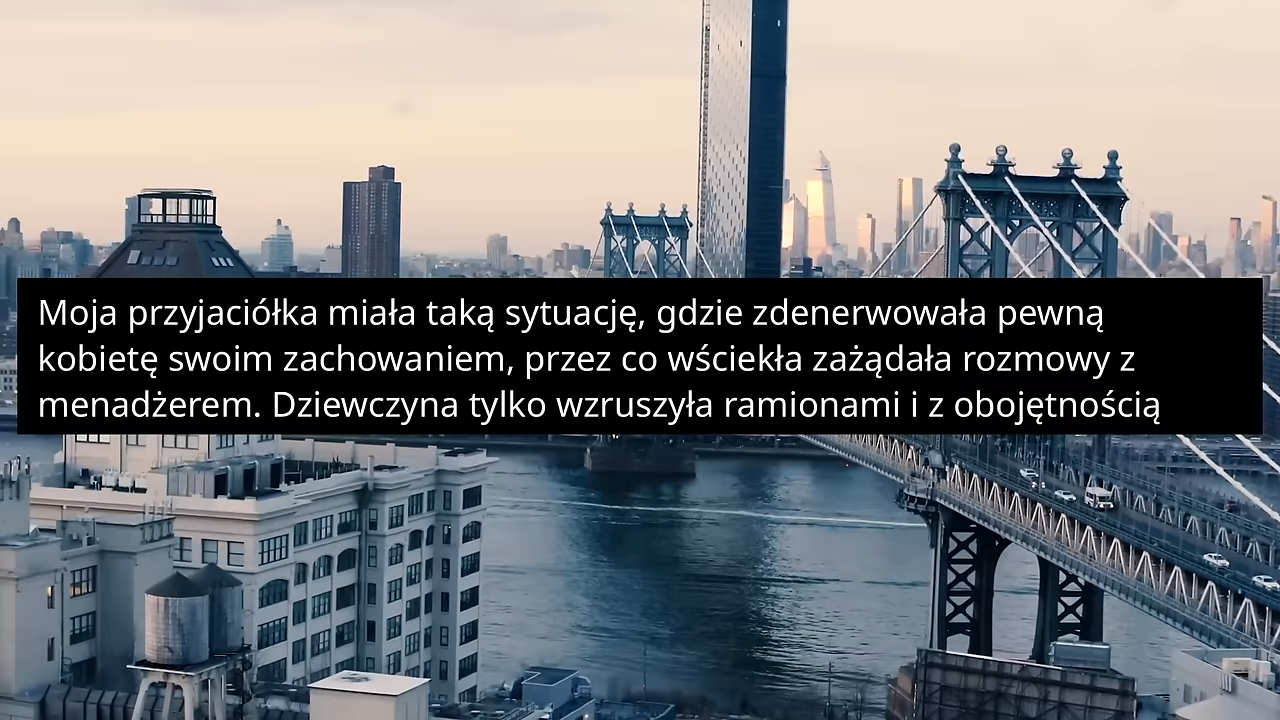 Moja przyjaciółka miała taką sytuację, gdzie zdenerwowała pewną
kobietę swoim zachowaniem, przez co wściekła zażądała rozmowy z
menadżerem. Dziewczyna tylko wzruszyła ramionami i z obojętnością